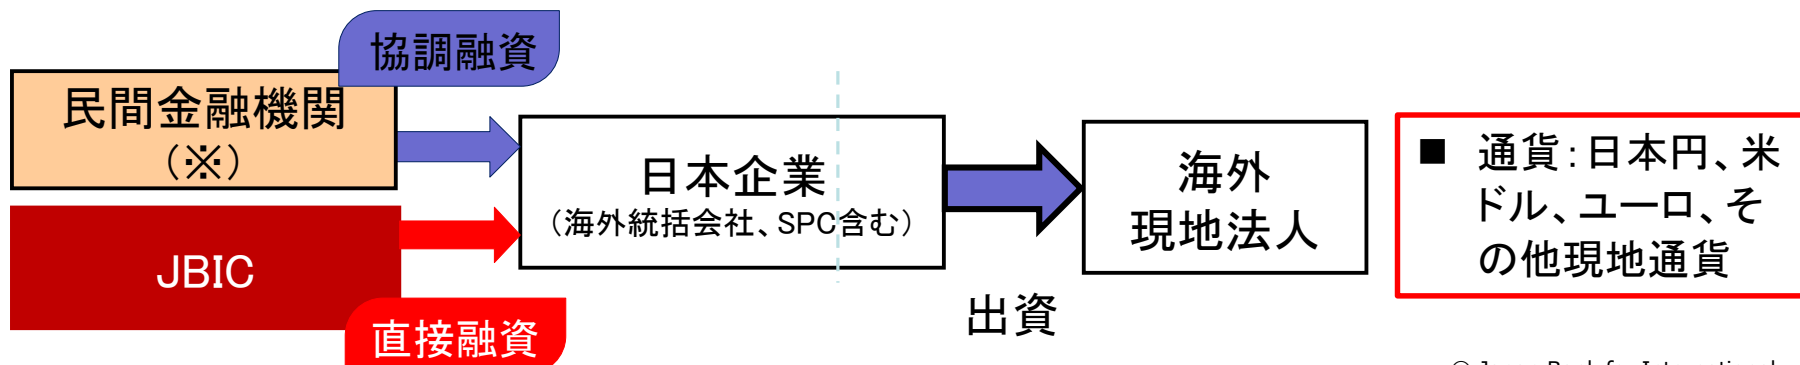 協調融資
民間金融機関
（※）
JBIC
直接融資
日本企業
（海外統括会社、SPC含む）
出資
海外
現地法人
■ 通貨：日本円、米
ドル、ユーロ、そ
の他現地通貨